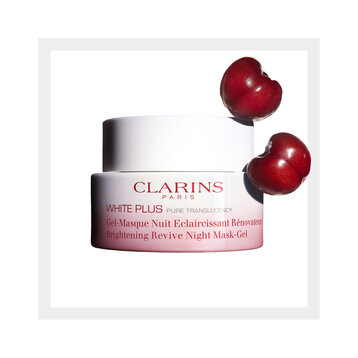 CLARINS
PARIS
WHITE PLUS PURE TRANSLUCENCY
Gel-Masque Nuit Eclaircissant Rénovateur
Brightening Revive Night Mask-Gel